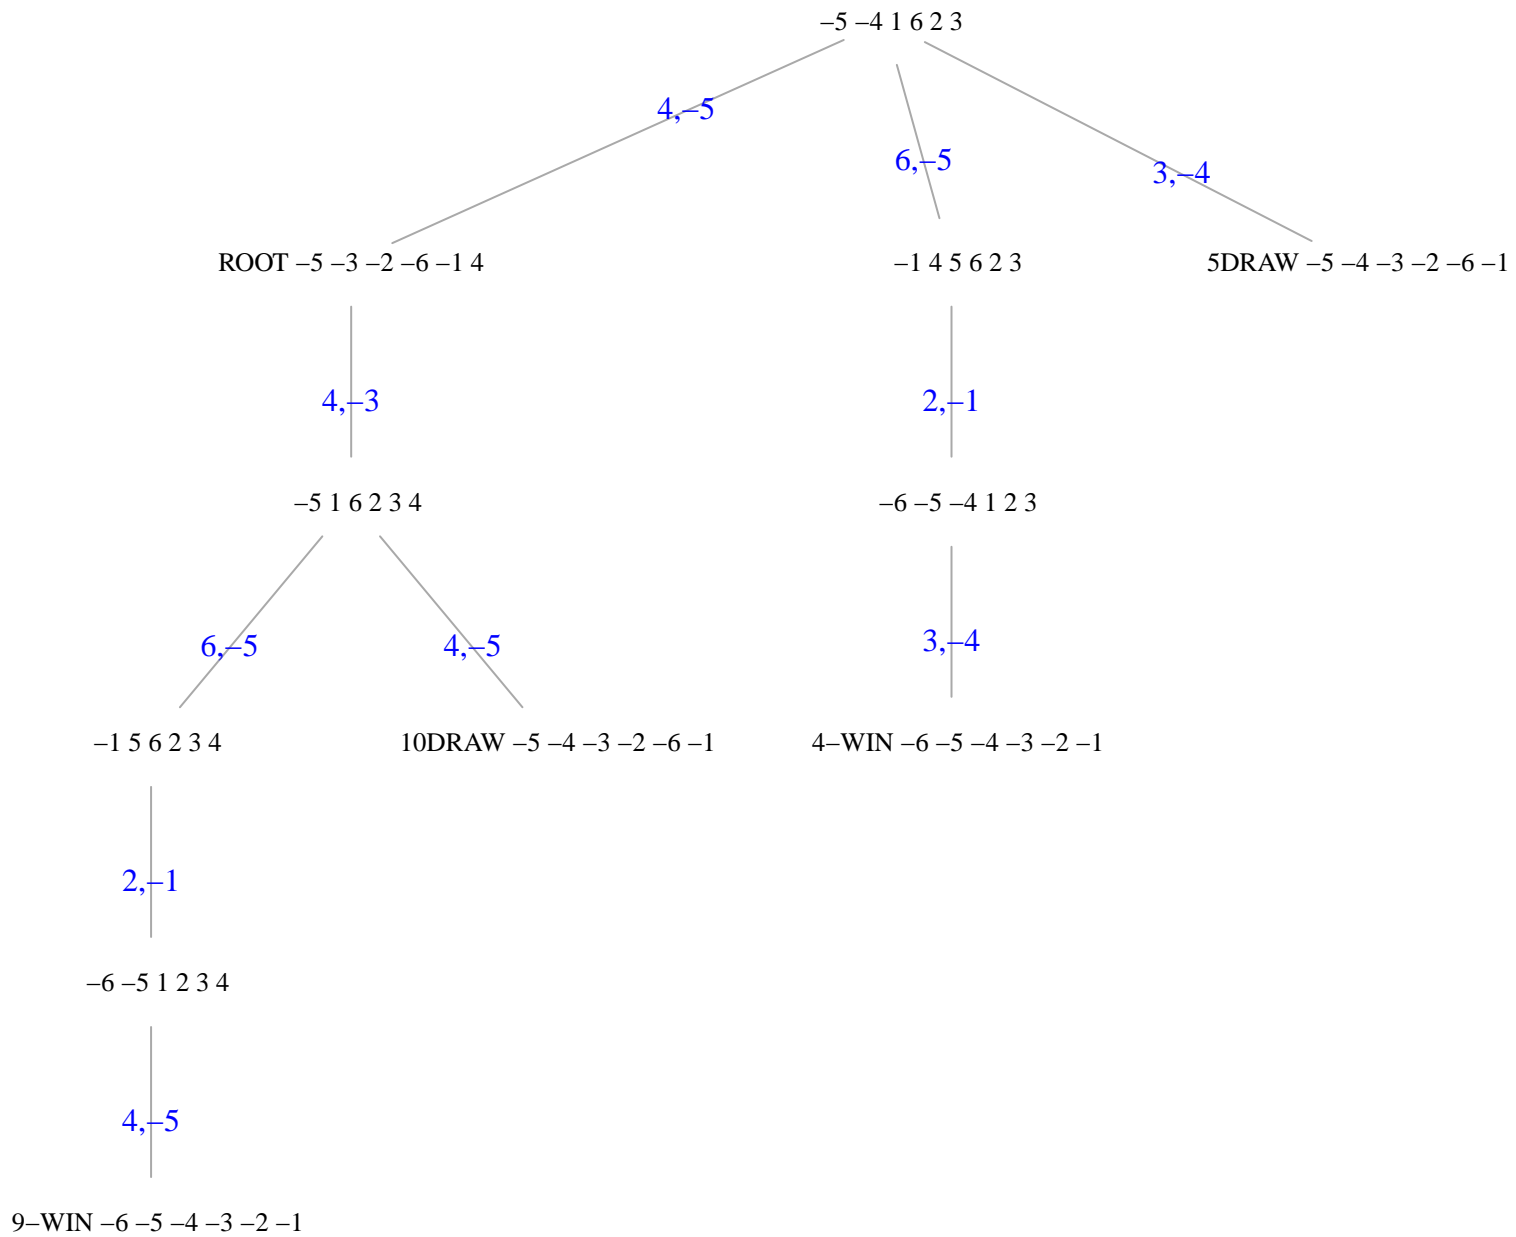 –5 –4 1 6 2 3
4,–5
6,–5
3,–4
ROOT –5 –3 –2 –6 –1 4
–1 4 5 6 2 3
5DRAW –5 –4 –3 –2 –6 –1
4,–3
2,–1
–5 1 6 2 3 4
–6 –5 –4 1 2 3
6,–5
4,–5
3,–4
–1 5 6 2 3 4
10DRAW –5 –4 –3 –2 –6 –1
4–WIN –6 –5 –4 –3 –2 –1
2,–1
–6 –5 1 2 3 4
4,–5
9–WIN –6 –5 –4 –3 –2 –1